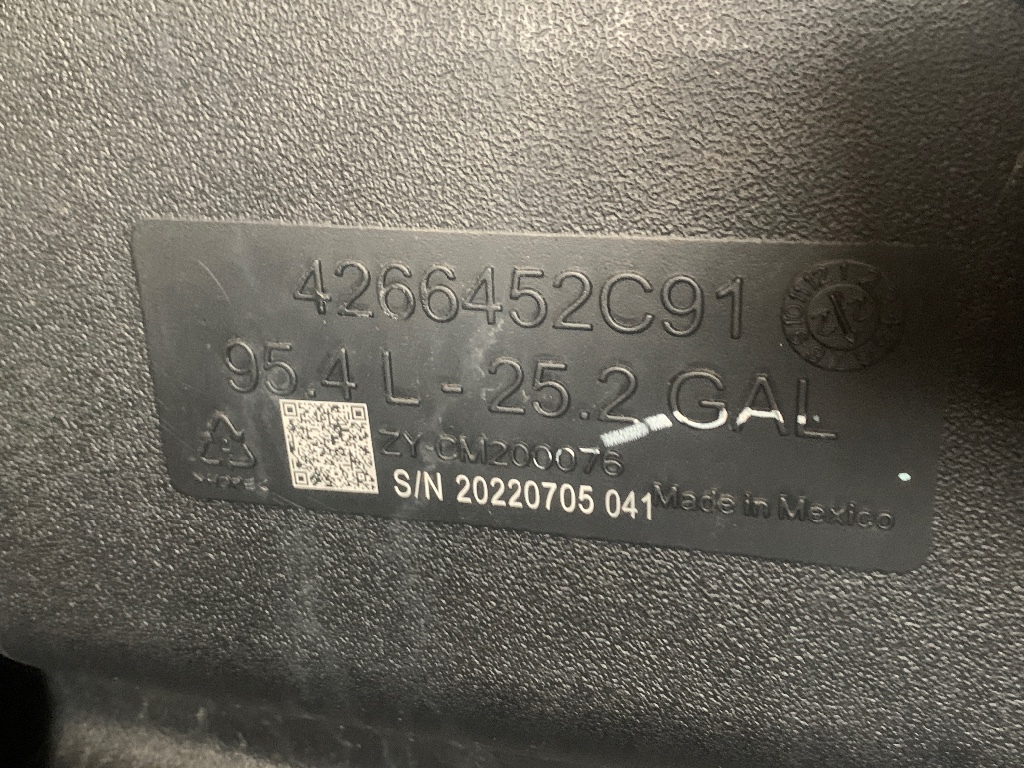 4266452C91
95.4 L - 25.2 GAL
ZY CM200076
S/N 20220705 041
Made in Mexico